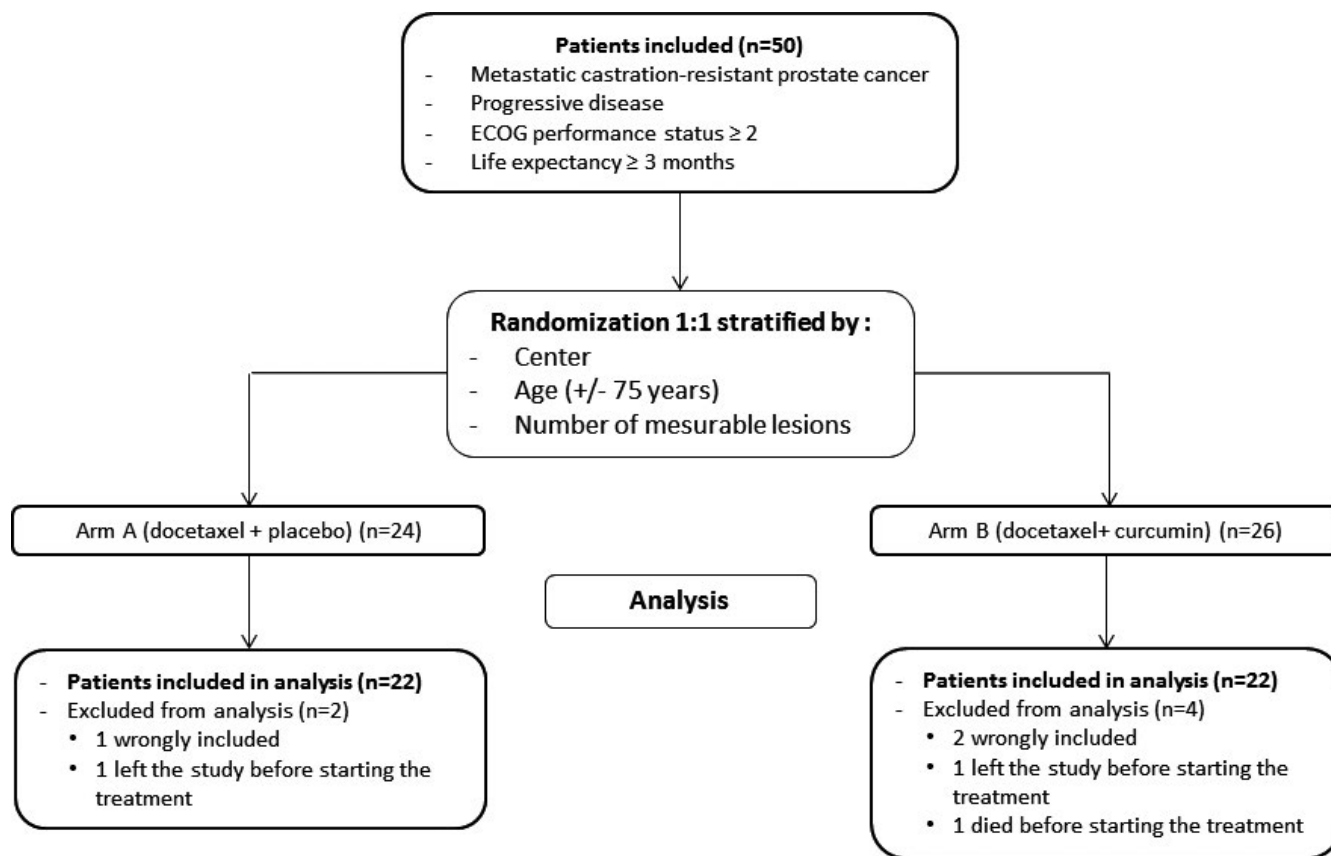 Patients included (n=50)
- Metastatic castration-resistant prostate cancer
- Progressive disease
- ECOG performance status ≥ 2
- Life expectancy ≥ 3 months
Randomization 1:1 stratified by :
- Center
- Age (+/- 75 years)
- Number of mesurable lesions
Arm A (docetaxel + placebo) (n=24)
Arm B (docetaxel+ curcumin) (n=26)
Analysis
- Patients included in analysis (n=22)
- Excluded from analysis (n=2)
• 1 wrongly included
• 1 left the study before starting the
treatment
- Patients included in analysis (n=22)
- Excluded from analysis (n=4)
• 2 wrongly included
• 1 left the study before starting the
treatment
• 1 died before starting the treatment